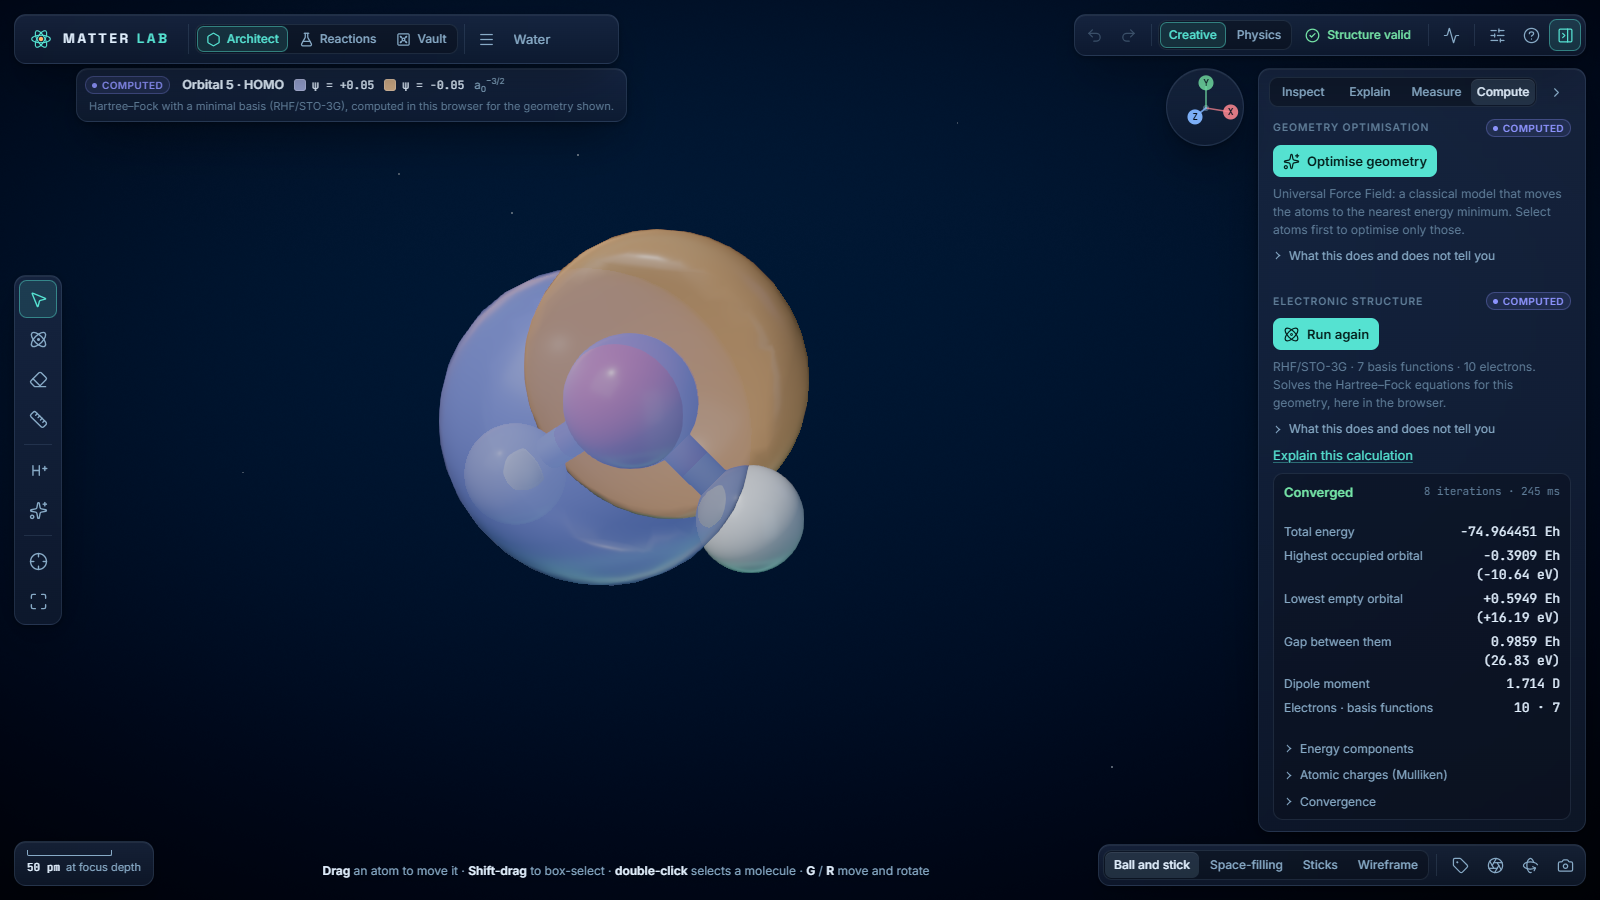 MATTER LAB
Architect
Reactions
Vault
Water
Creative
Physics
Structure valid
COMPUTED
Orbital 5 · HOMO
ψ = +0.05
ψ = -0.05
a₀⁻³ᐟ²
Hartree–Fock with a minimal basis (RHF/STO-3G), computed in this browser for the geometry shown.
Y
X
Z
Inspect
Explain
Measure
Compute
GEOMETRY OPTIMISATION
COMPUTED
Optimise geometry
Universal Force Field: a classical model that moves
the atoms to the nearest energy minimum. Select
atoms first to optimise only those.
What this does and does not tell you
ELECTRONIC STRUCTURE
COMPUTED
Run again
RHF/STO-3G · 7 basis functions · 10 electrons.
Solves the Hartree–Fock equations for this
geometry, here in the browser.
What this does and does not tell you
Explain this calculation
Converged
8 iterations · 245 ms
Total energy
-74.964451 Eh
Highest occupied orbital
-0.3909 Eh
(-10.64 eV)
Lowest empty orbital
+0.5949 Eh
(+16.19 eV)
Gap between them
0.9859 Eh
(26.83 eV)
Dipole moment
1.714 D
Electrons · basis functions
10 · 7
Energy components
Atomic charges (Mulliken)
Convergence
H+
50 pm at focus depth
Drag an atom to move it · Shift-drag to box-select · double-click selects a molecule · G / R move and rotate
Ball and stick
Space-filling
Sticks
Wireframe